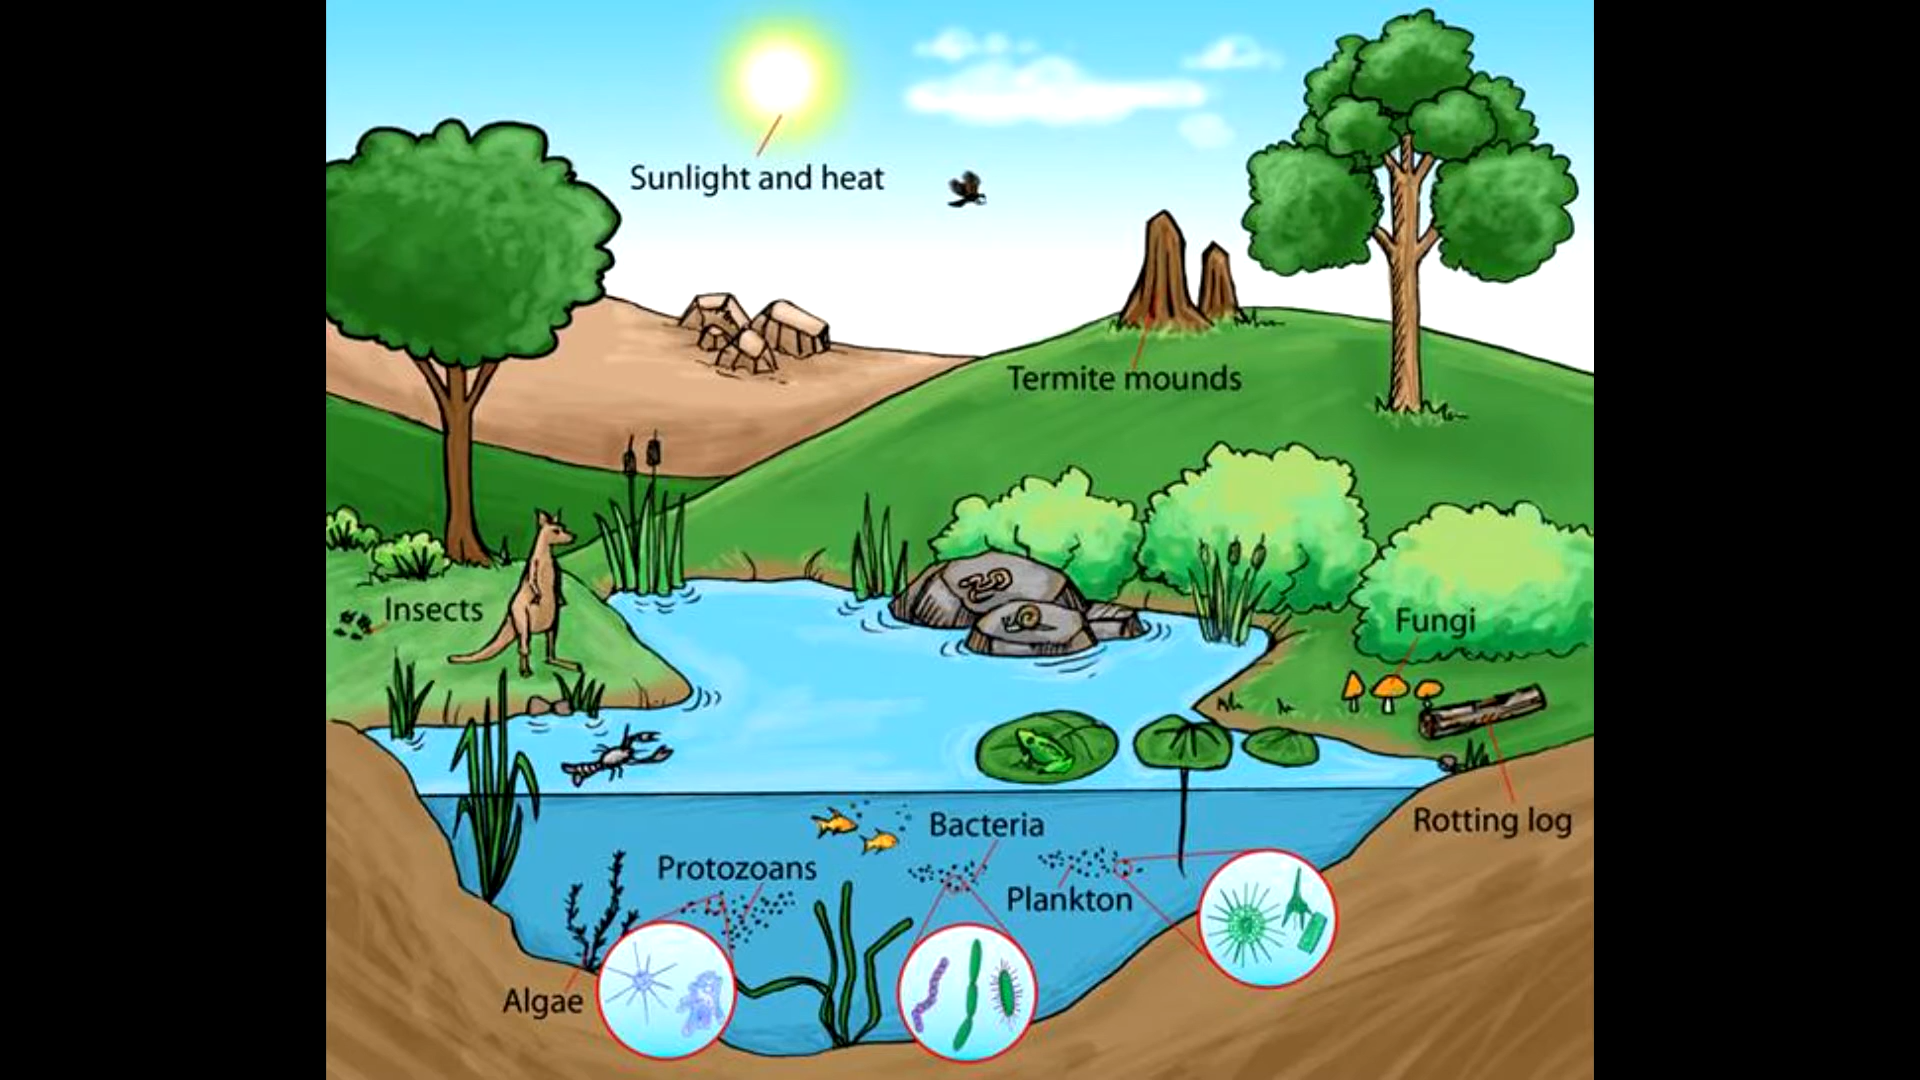 Sunlight and heat
Termite mounds
Insects
Fungi
Rotting log
Bacteria
Protozoans
Plankton
Algae